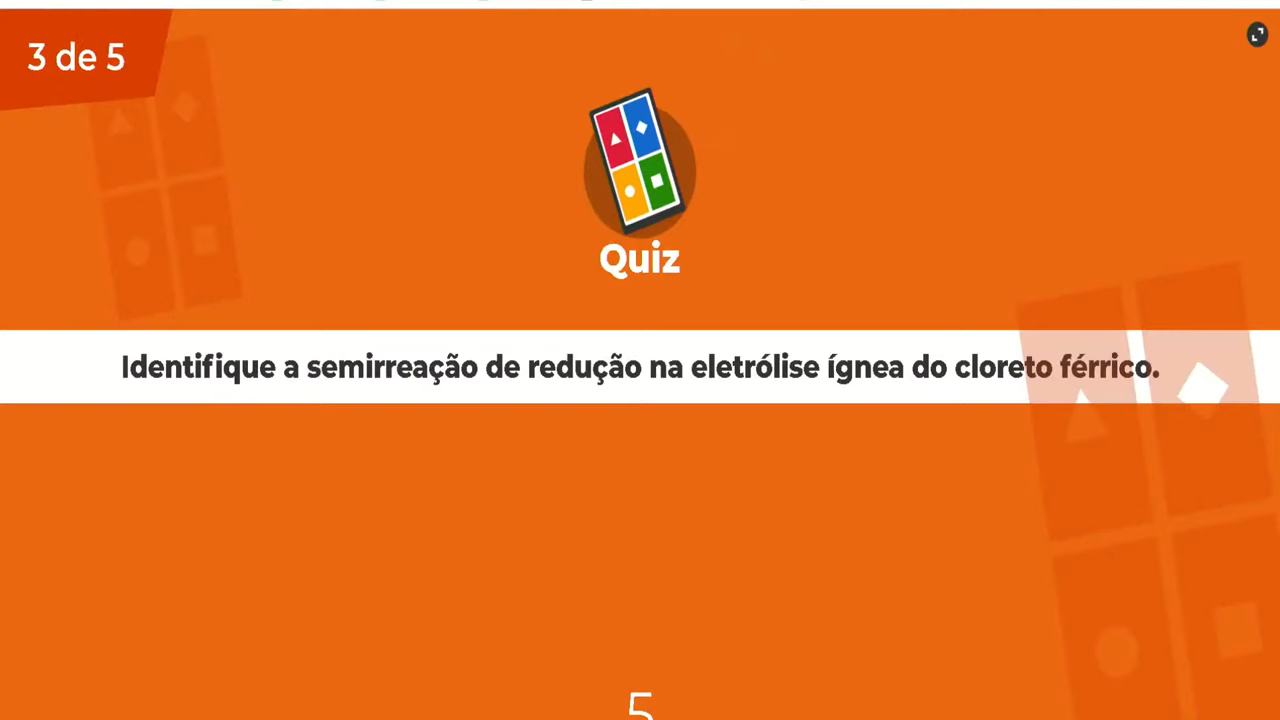 3 de 5
Quiz
Identifique a semirreação de redução na eletrólise ígnea do cloreto férrico.
5